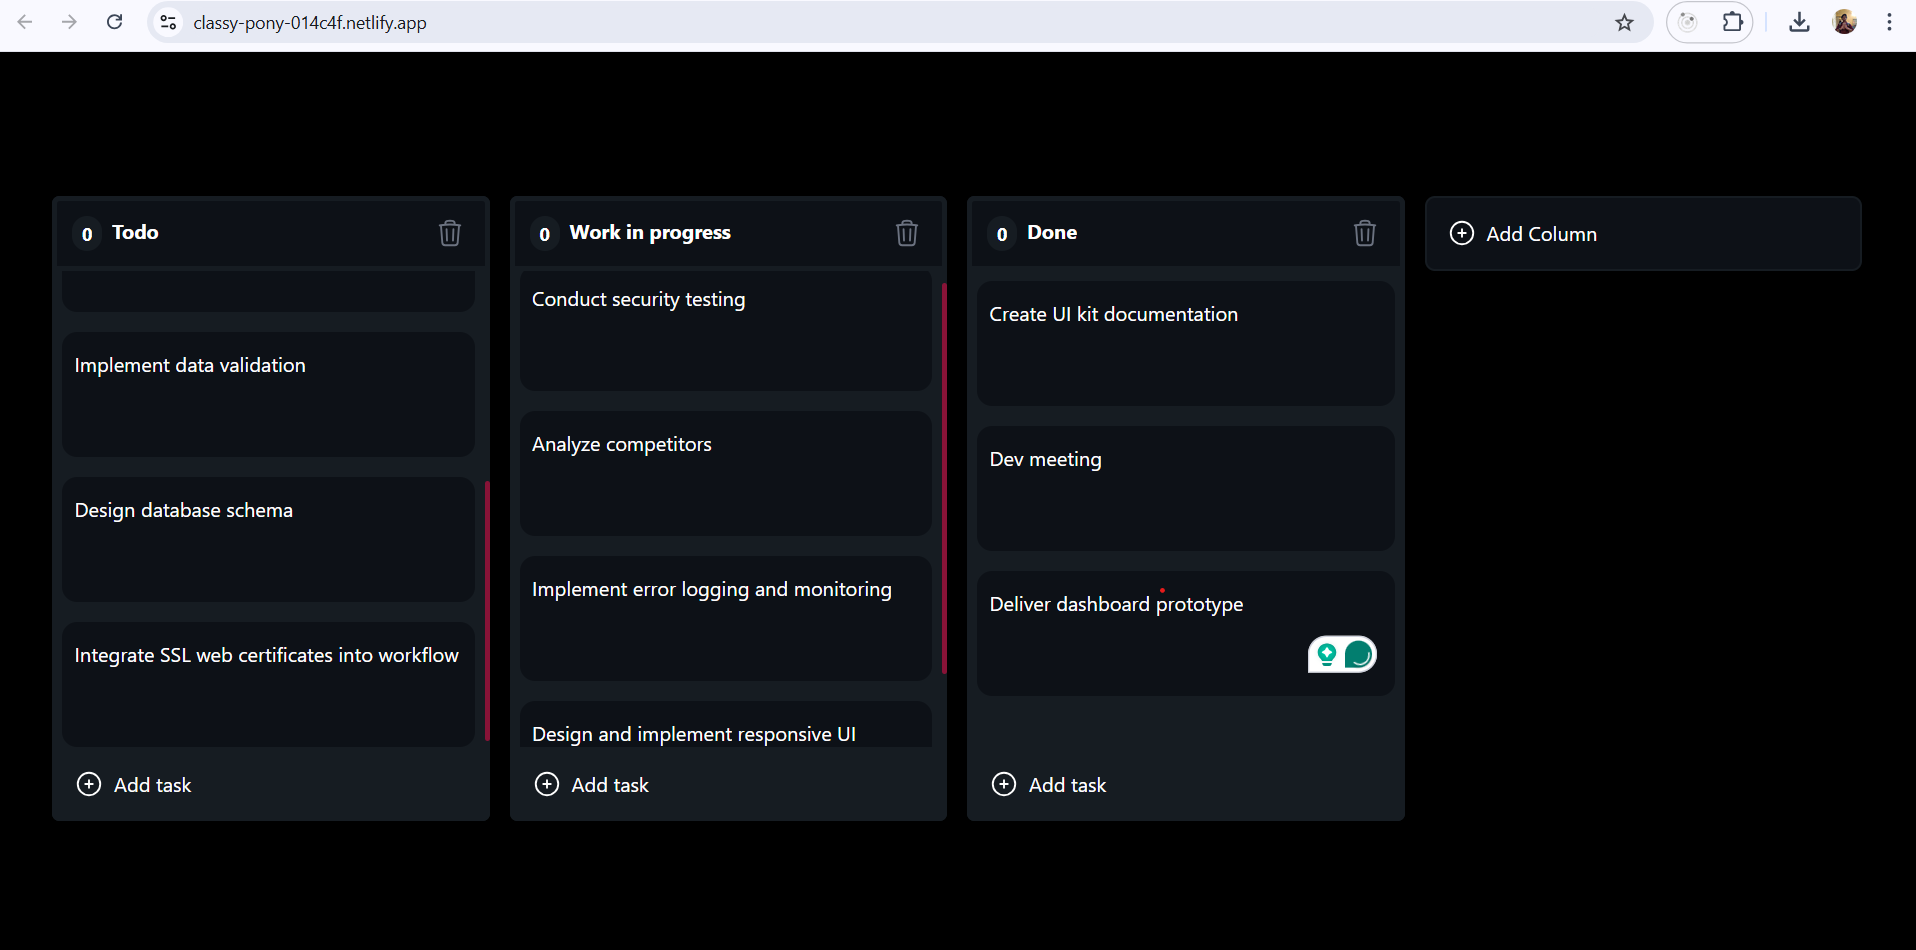 classy-pony-014c4f.netlify.app
0 Todo
Implement data validation
Design database schema
Integrate SSL web certificates into workflow
Add task
0 Work in progress
Conduct security testing
Analyze competitors
Implement error logging and monitoring
Design and implement responsive UI
Add task
0 Done
Create UI kit documentation
Dev meeting
Deliver dashboard prototype
Add task
Add Column